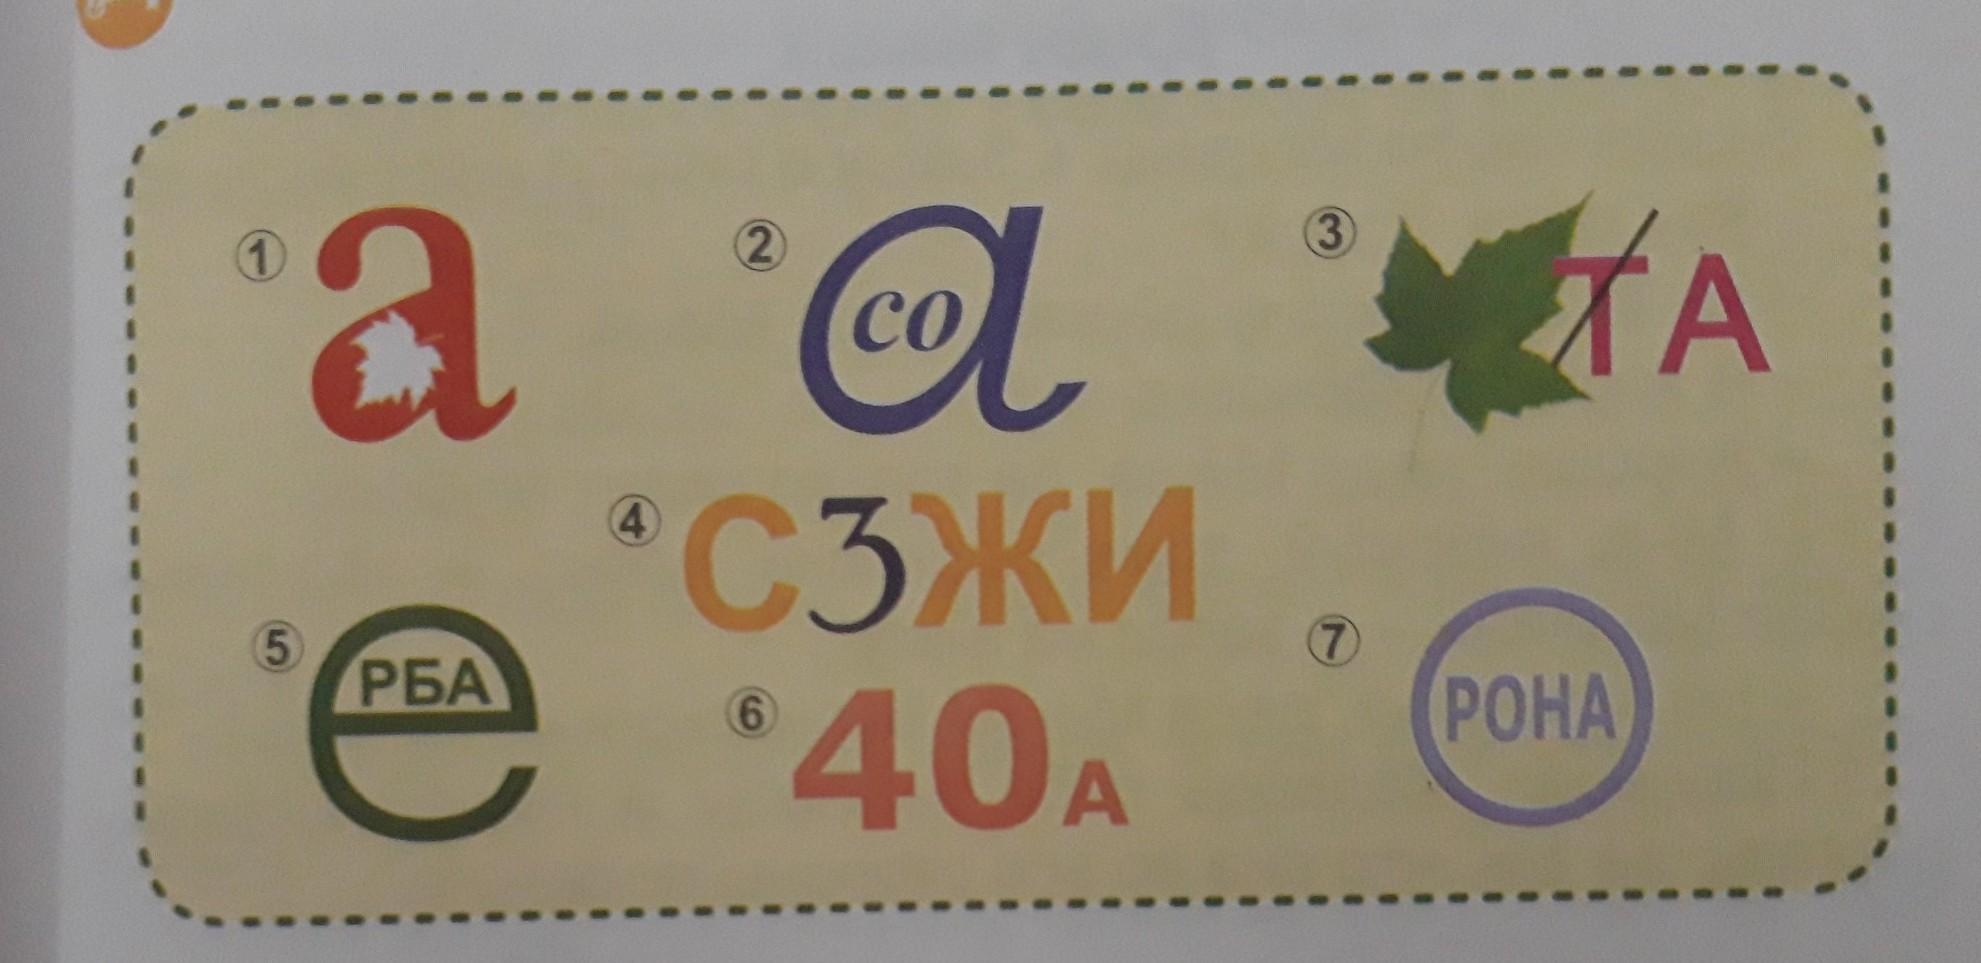 ① а
② а со
③ ТА
④ С3ЖИ
⑤ е РБА
⑥ 40А
⑦ РОНА